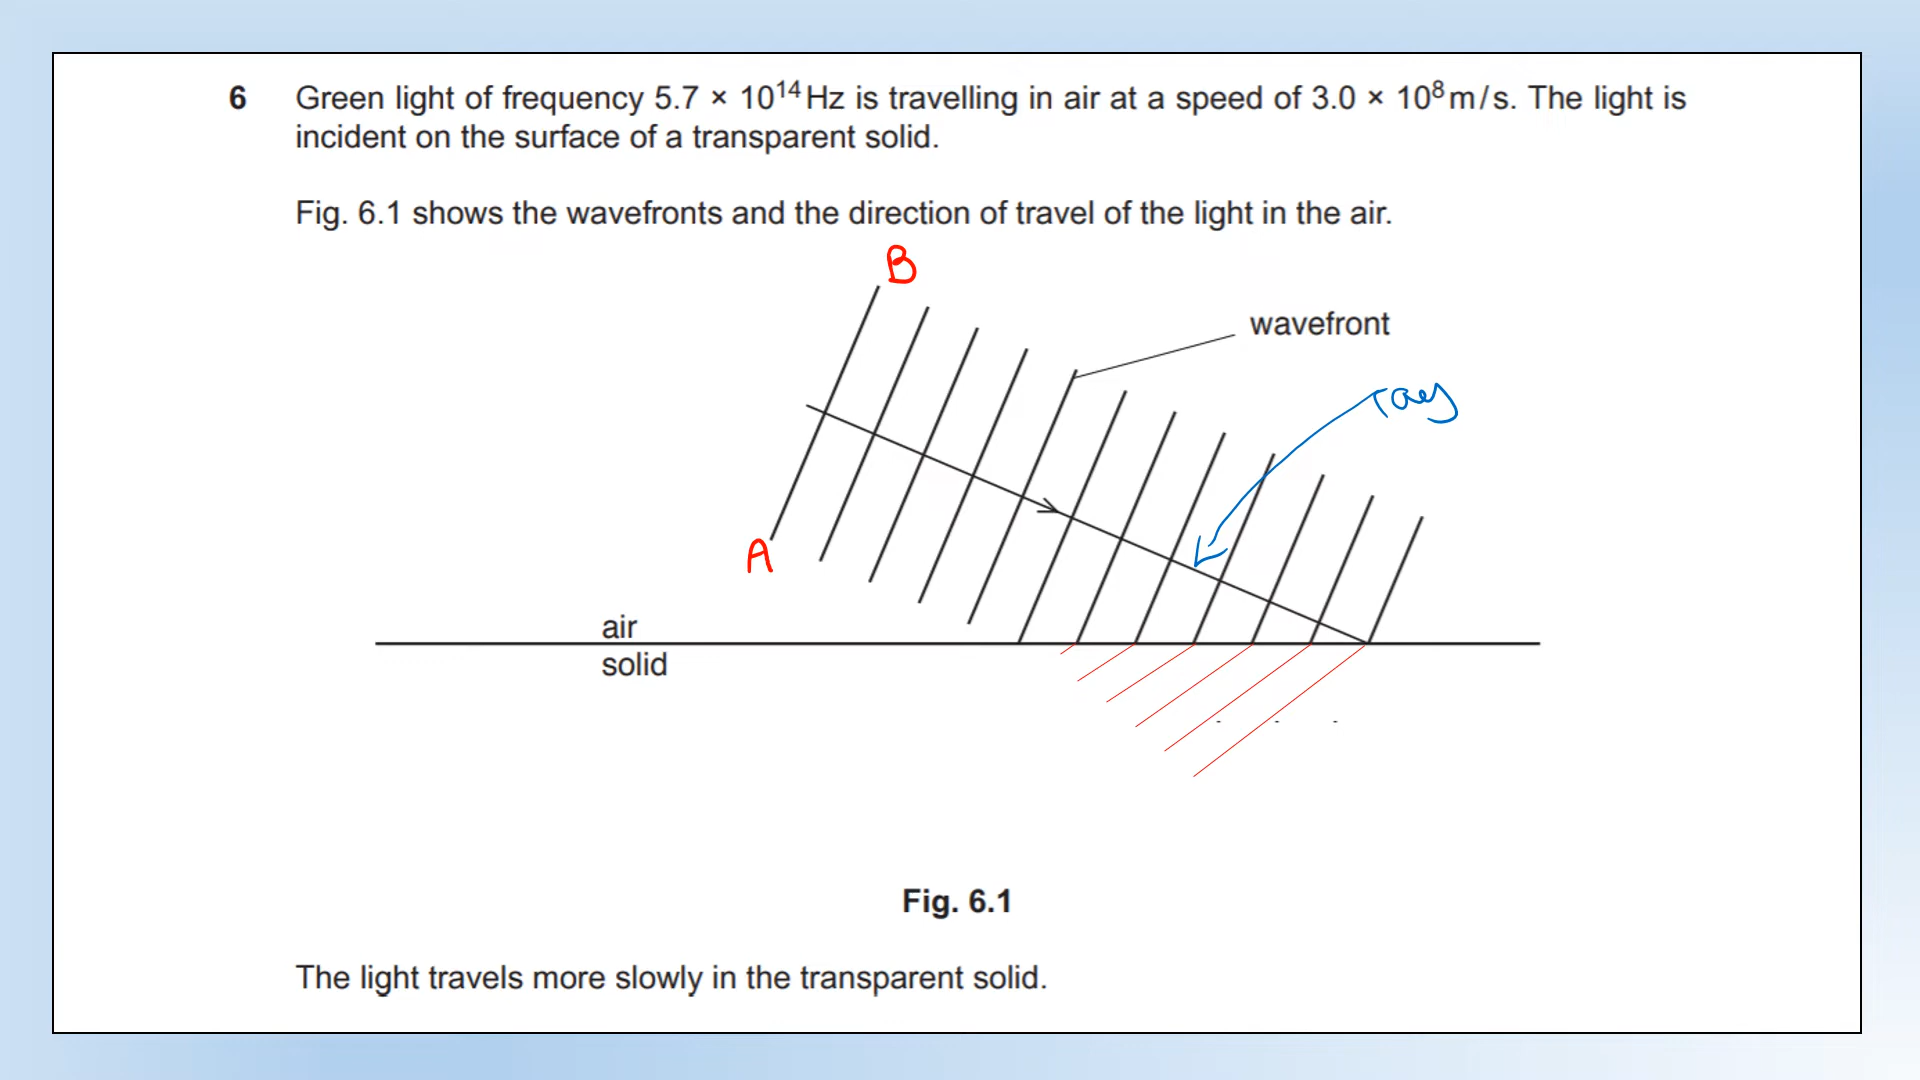 6 Green light of frequency 5.7 × 10¹⁴ Hz is travelling in air at a speed of 3.0 × 10⁸ m/s. The light is
incident on the surface of a transparent solid.
Fig. 6.1 shows the wavefronts and the direction of travel of the light in the air.
B
wavefront
ray
A
air
solid
Fig. 6.1
The light travels more slowly in the transparent solid.